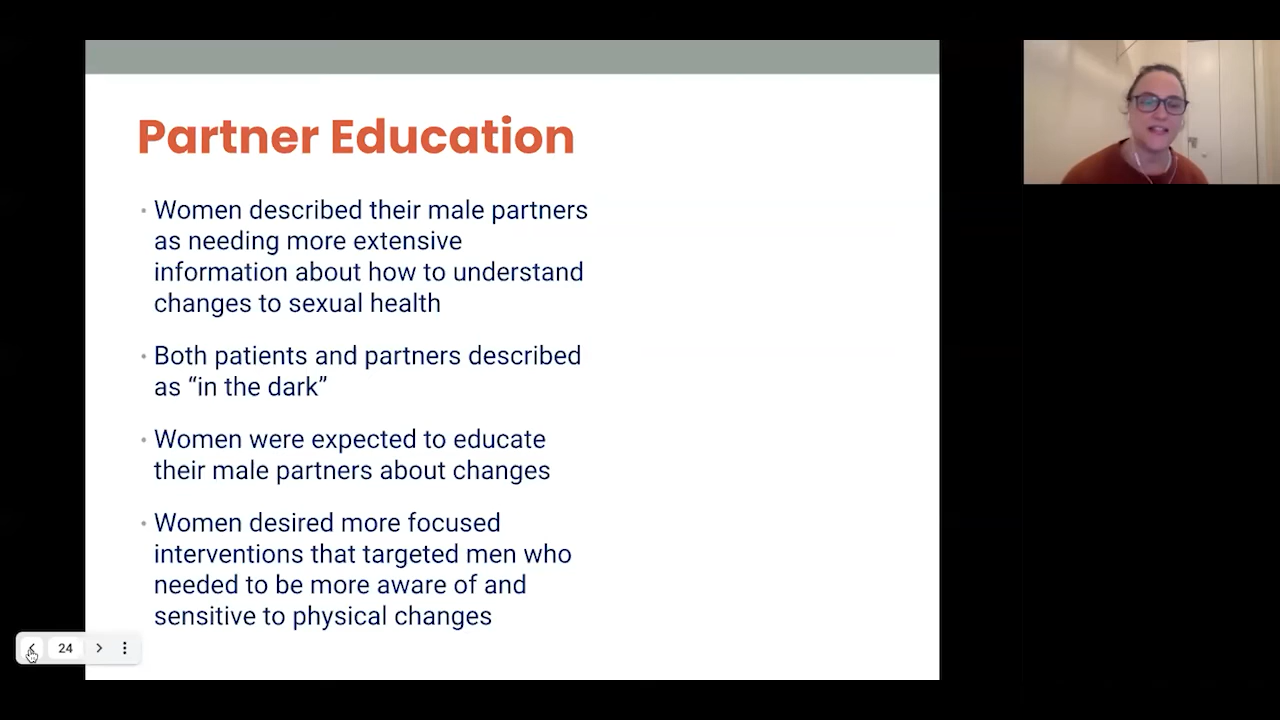 Partner Education
· Women described their male partners
as needing more extensive
information about how to understand
changes to sexual health
· Both patients and partners described
as “in the dark”
· Women were expected to educate
their male partners about changes
· Women desired more focused
interventions that targeted men who
needed to be more aware of and
sensitive to physical changes
24